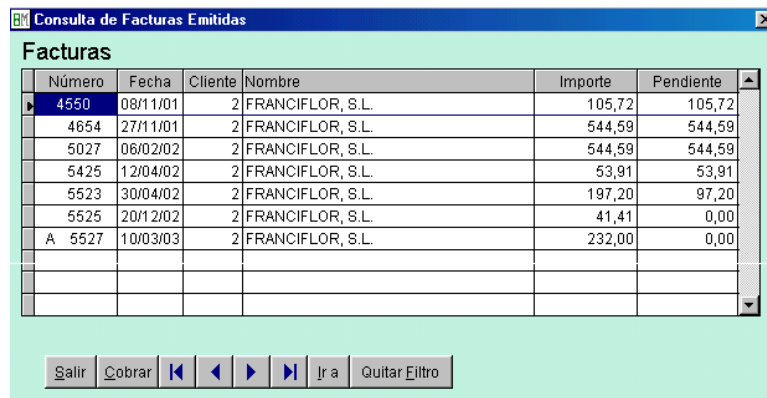 BM Consulta de Facturas Emitidas
Facturas
Número Fecha Cliente Nombre Importe Pendiente
4550 08/11/01 2 FRANCIFLOR, S.L. 105,72 105,72
4654 27/11/01 2 FRANCIFLOR, S.L. 544,59 544,59
5027 06/02/02 2 FRANCIFLOR, S.L. 544,59 544,59
5425 12/04/02 2 FRANCIFLOR, S.L. 53,91 53,91
5523 30/04/02 2 FRANCIFLOR, S.L. 197,20 97,20
5525 20/12/02 2 FRANCIFLOR, S.L. 41,41 0,00
A 5527 10/03/03 2 FRANCIFLOR, S.L. 232,00 0,00
Salir Cobrar Ir a Quitar Filtro